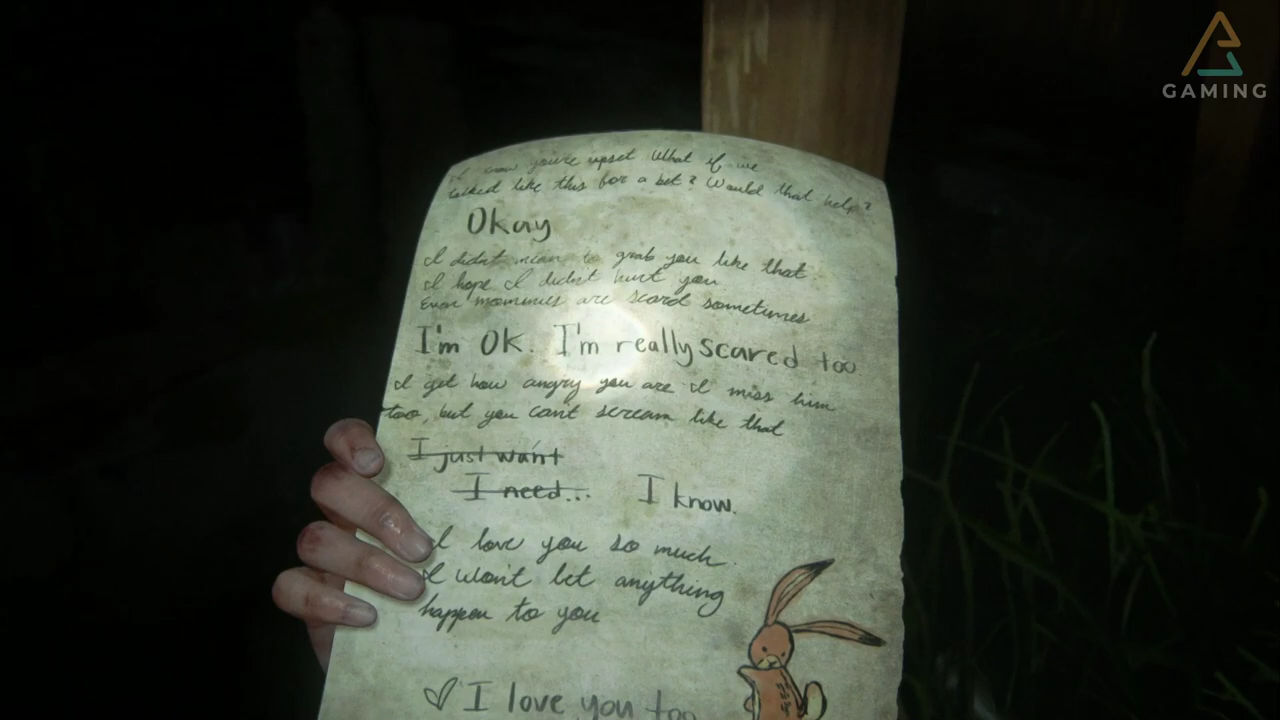 GAMING
I know you're upset What if we
talked like this for a bit? Would that help?
Okay
I didn't mean to grab you like that
I hope I didn't hurt you
Even mommies are scared sometimes
I'm OK. I'm really scared too
I get how angry you are I miss him
too, but you can't scream like that
I just want
I need... I know.
I love you so much.
I won't let anything
happen to you
I love you too